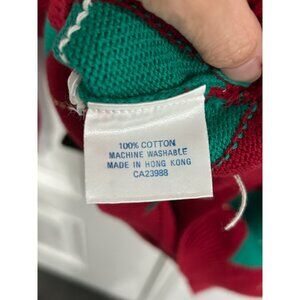 100% COTTON
MACHINE WASHABLE
MADE IN HONG KONG
CA23988